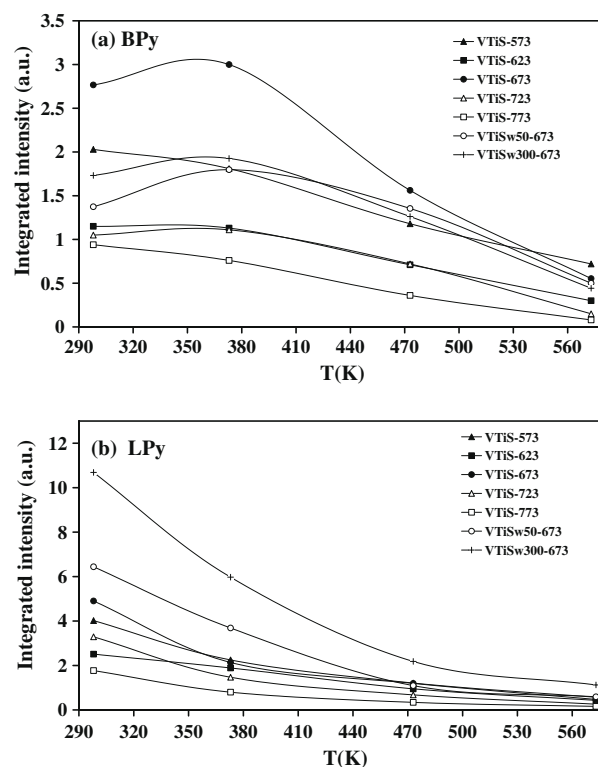 (a) BPy
VTiS-573
VTiS-623
VTiS-673
VTiS-723
VTiS-773
VTiSw50-673
VTiSw300-673
Integrated intensity (a.u.)
3.5
3
2.5
2
1.5
1
0.5
0
290 320 350 380 410 440 470 500 530 560
T(K)
(b) LPy
VTiS-573
VTiS-623
VTiS-673
VTiS-723
VTiS-773
VTiSw50-673
VTiSw300-673
Integrated intensity (a.u.)
12
10
8
6
4
2
0
290 320 350 380 410 440 470 500 530 560
T(K)